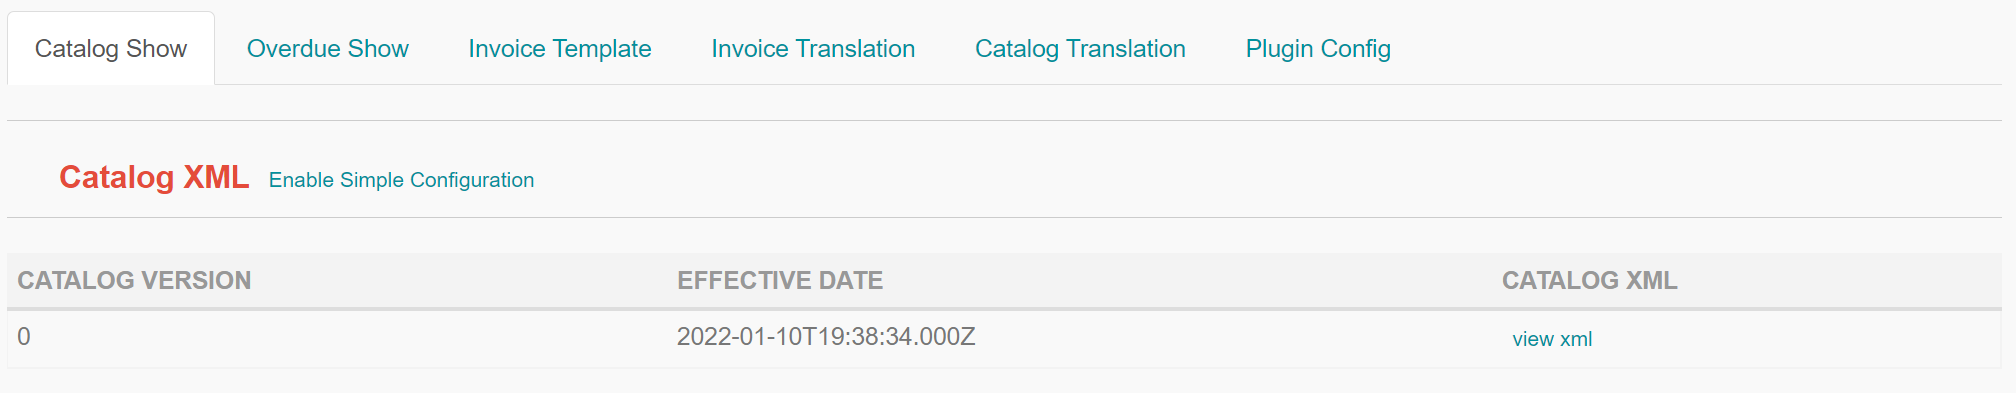 Catalog Show Overdue Show Invoice Template Invoice Translation Catalog Translation Plugin Config
Catalog XML Enable Simple Configuration
CATALOG VERSION EFFECTIVE DATE CATALOG XML
0 2022-01-10T19:38:34.000Z view xml